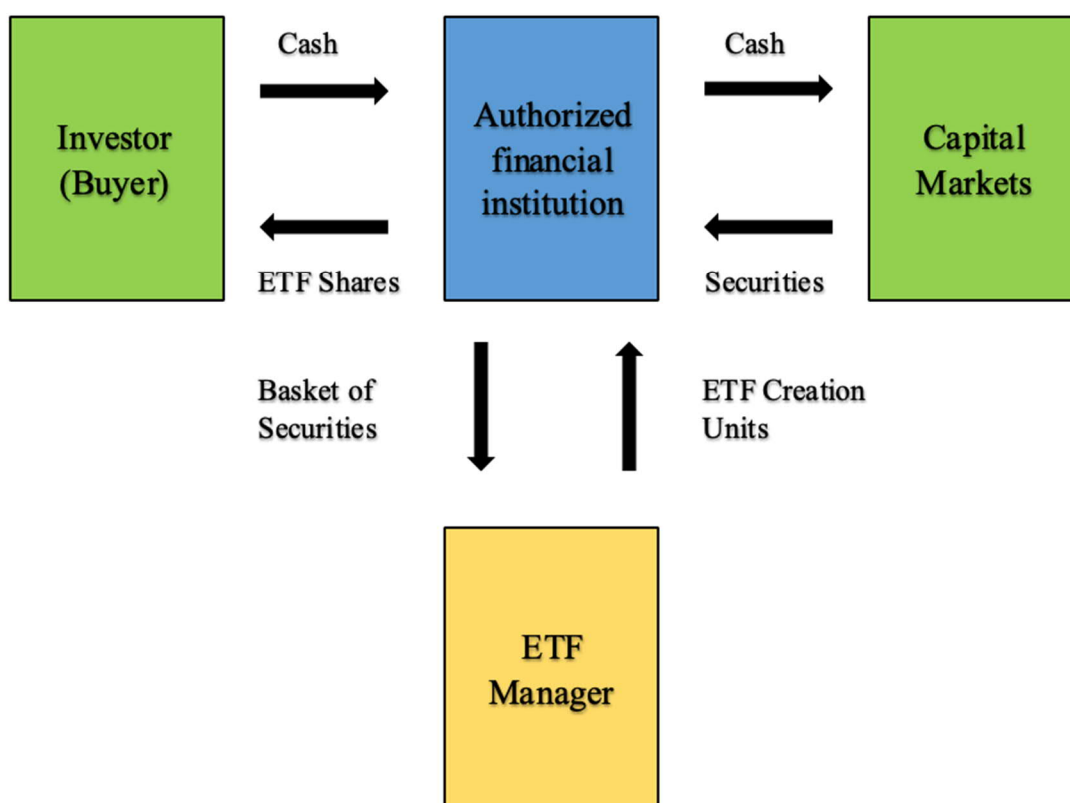 Cash
Cash
Investor
(Buyer)
Authorized
financial
institution
Capital
Markets
ETF Shares
Securities
Basket of
Securities
ETF Creation
Units
ETF
Manager